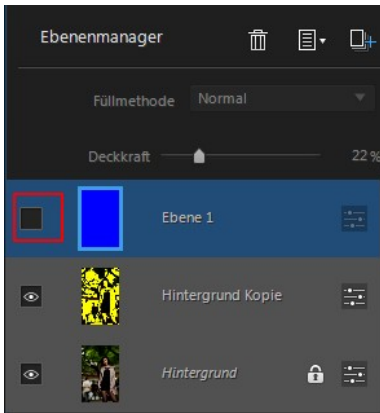 Ebenenmanager
Füllmethode Normal
Deckkraft 22 %
Ebene 1
Hintergrund Kopie
Hintergrund